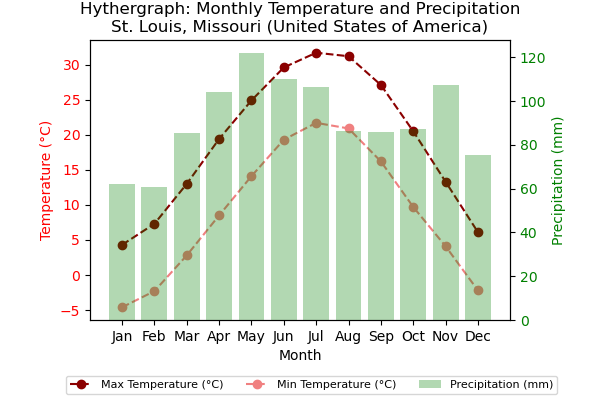 Hythergraph: Monthly Temperature and Precipitation
St. Louis, Missouri (United States of America)
Temperature (°C)
30
25
20
15
10
5
0
−5
120
100
80
60
40
20
0
Precipitation (mm)
Jan Feb Mar Apr May Jun Jul Aug Sep Oct Nov Dec
Month
Max Temperature (°C) Min Temperature (°C) Precipitation (mm)